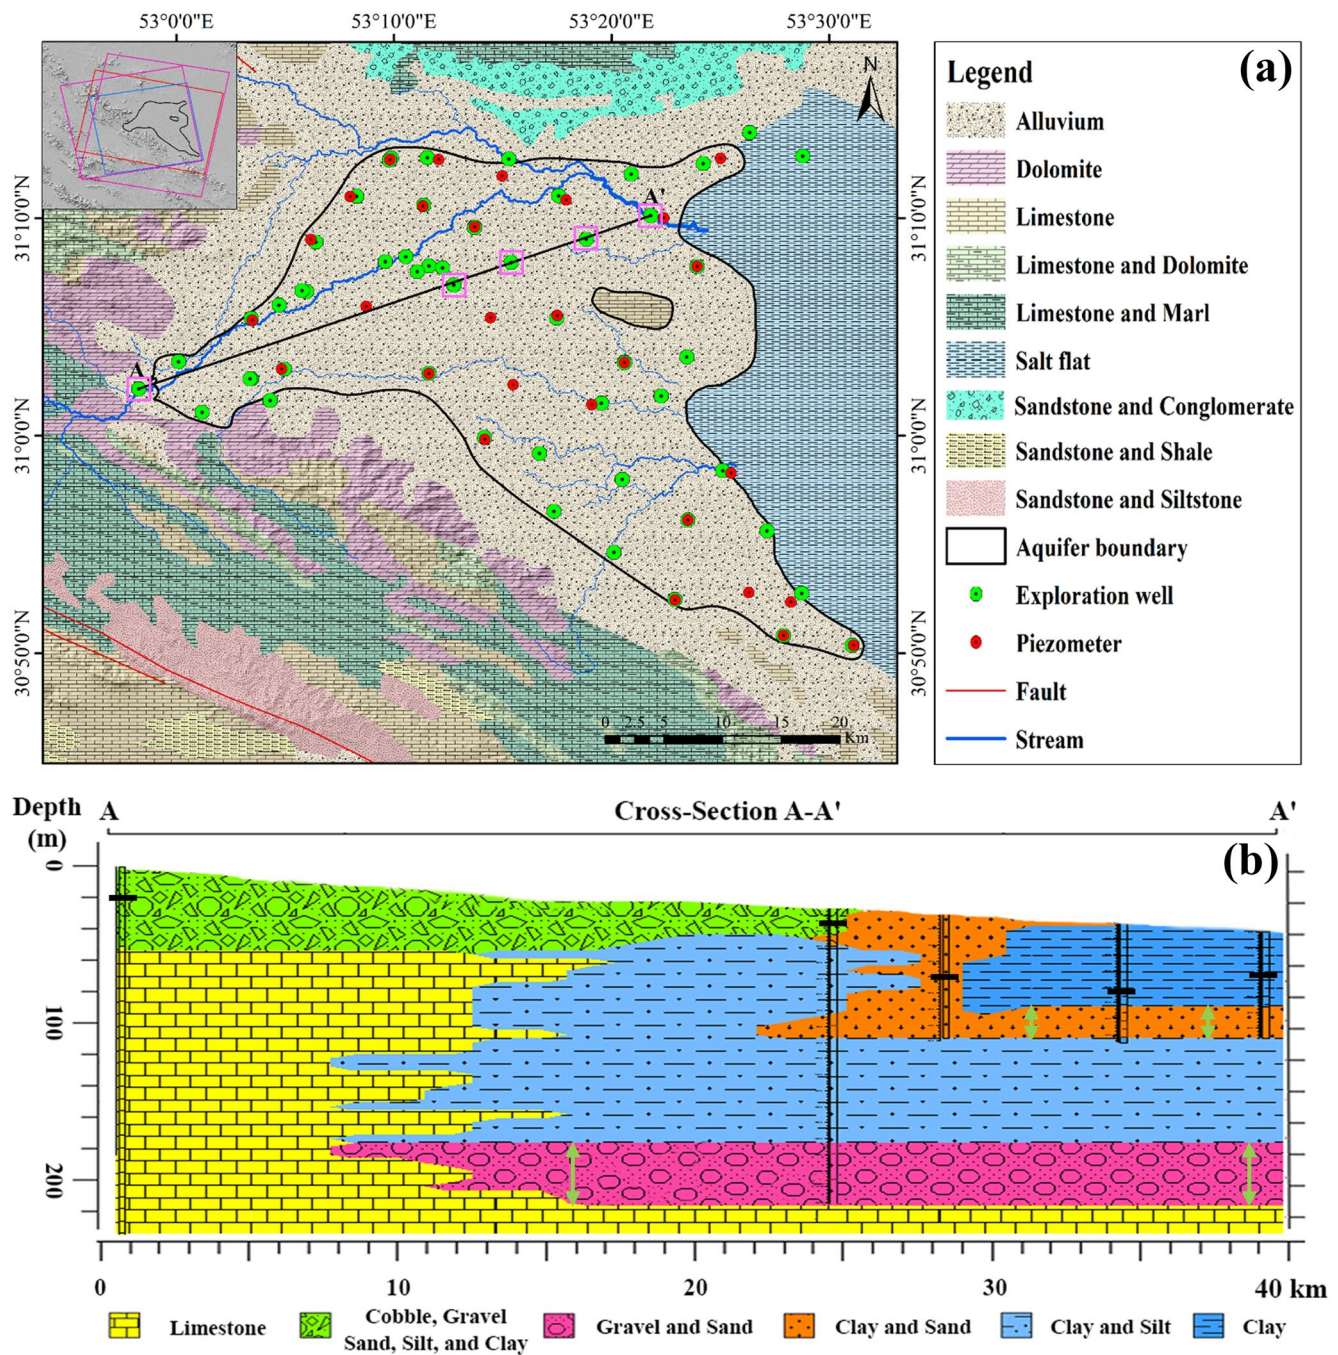 53°0'0"E 53°10'0"E 53°20'0"E 53°30'0"E
(a)
N
Legend
Alluvium
Dolomite
Limestone
Limestone and Dolomite
Limestone and Marl
Salt flat
Sandstone and Conglomerate
Sandstone and Shale
Sandstone and Siltstone
Aquifer boundary
Exploration well
Piezometer
Fault
Stream
31°10'0"N 31°10'0"N
31°0'0"N 31°0'0"N
30°50'0"N 30°50'0"N
A'
A
0 2.5 5 10 15 20
Km
Depth
(m)
A Cross-Section A-A' A'
(b)
0
100
200
0 10 20 30 40 km
Limestone
Cobble, Gravel
Sand, Silt, and Clay
Gravel and Sand
Clay and Sand
Clay and Silt
Clay